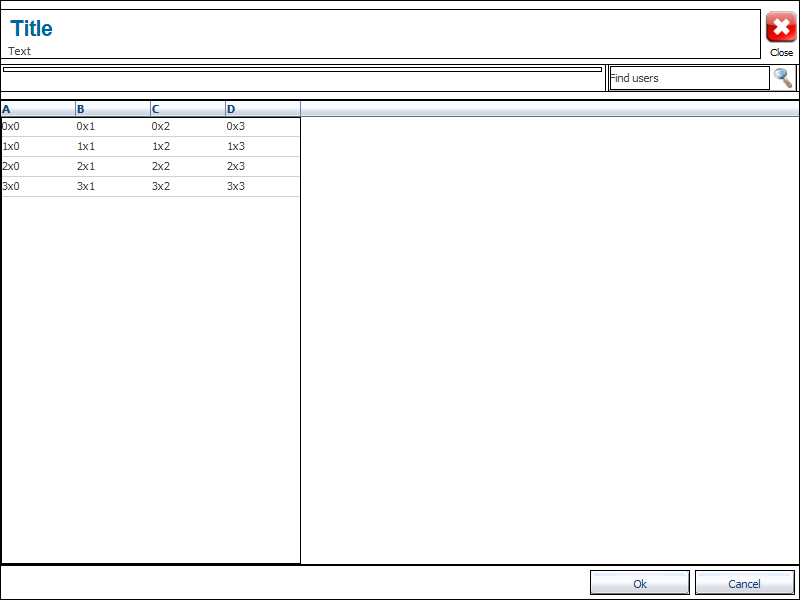 Title
Text
Close
Find users
A B C D
0x0 0x1 0x2 0x3
1x0 1x1 1x2 1x3
2x0 2x1 2x2 2x3
3x0 3x1 3x2 3x3
Ok Cancel